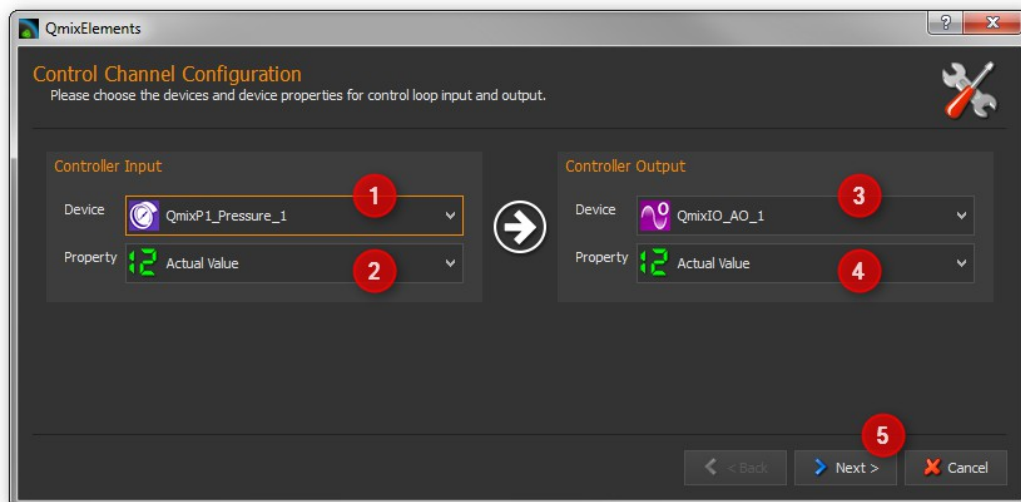 QmixElements
?
Control Channel Configuration
Please choose the devices and device properties for control loop input and output.
Controller Input
Device QmixP1_Pressure_1
1
Property 12 Actual Value
2
Controller Output
Device QmixIO_AO_1
3
Property 12 Actual Value
4
5
< Back
Next >
Cancel